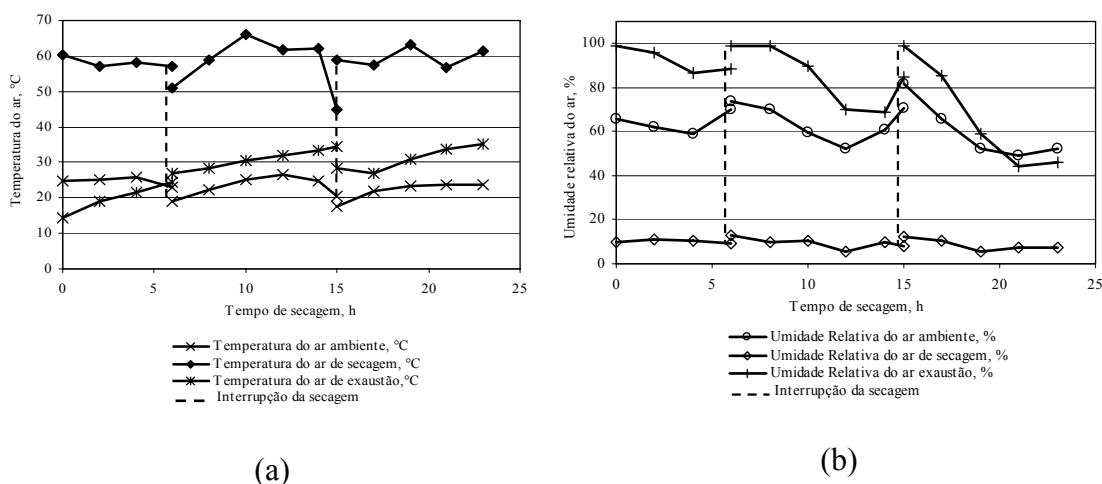 Temperatura do ar, °C
70
60
50
40
30
20
10
0
0 5 10 15 20 25
Tempo de secagem, h
Temperatura do ar ambiente, °C
Temperatura do ar de secagem, °C
Temperatura do ar de exaustão,°C
Interrupção da secagem
(a)
Umidade relativa do ar, %
100
80
60
40
20
0
0 5 10 15 20 25
Tempo de secagem, h
Umidade Relativa do ar ambiente, %
Umidade Relativa do ar de secagem, %
Umidade Relativa do ar exaustão, %
Interrupção da secagem
(b)